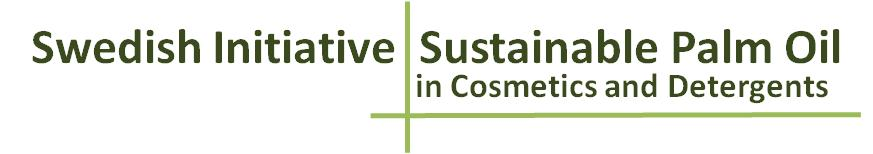 Swedish Initiative Sustainable Palm Oil
in Cosmetics and Detergents